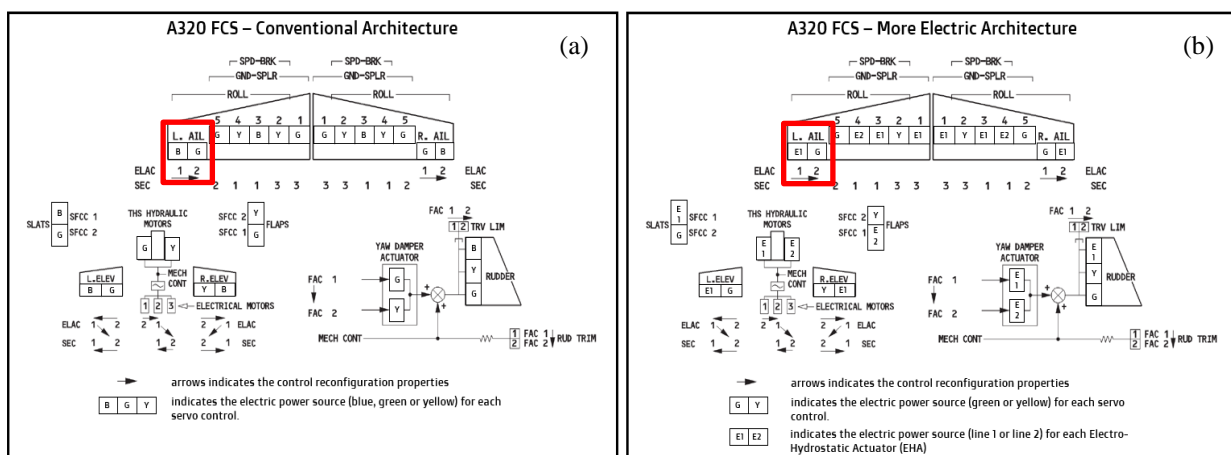 A320 FCS – Conventional Architecture
(a)
SPD-BRK SPD-BRK
GND-SPLR GND-SPLR
ROLL ROLL
5 4 3 2 1 1 2 3 4 5
L. AIL G Y B Y G G Y B Y G R. AIL
B G G B
ELAC 1 2 1 2
SEC 2 1 1 3 3 3 3 1 1 2
SLATS B SFCC 1
G SFCC 2
THS HYDRAULIC
MOTORS
G Y
SFCC 2 Y FLAPS
SFCC 1 G
FAC 1 2
1 2 TRV LIM
YAW DAMPER
ACTUATOR
B
Y
G
RUDDER
L.ELEV
B G
MECH
CONT
R.ELEV
Y B
1 2 3 ELECTRICAL MOTORS
FAC 1 G
FAC 2 Y
+
+
ELAC 1 2 2 1 2 1 ELAC
SEC 1 2 1 2 2 1 SEC
MECH CONT
1 FAC 1
2 FAC 2
RUD TRIM
arrows indicates the control reconfiguration properties
B G Y indicates the electric power source (blue, green or yellow) for each
servo control.
A320 FCS – More Electric Architecture
(b)
SPD-BRK SPD-BRK
GND-SPLR GND-SPLR
ROLL ROLL
5 4 3 2 1 1 2 3 4 5
L. AIL G E2 E1 Y E1 E1 Y E1 E2 G R. AIL
E1 G G E1
ELAC 1 2 1 2
SEC 2 1 1 3 3 3 3 1 1 2
SLATS E1 SFCC 1
G SFCC 2
THS HYDRAULIC
MOTORS
E1 E2
SFCC 2 Y FLAPS
SFCC 1 E2
FAC 1 2
1 2 TRV LIM
YAW DAMPER
ACTUATOR
E1
Y
G
RUDDER
L.ELEV
E1 G
MECH
CONT
R.ELEV
Y E1
1 2 3 ELECTRICAL MOTORS
FAC 1 E1
FAC 2 E2
+
+
ELAC 1 2 2 1 2 1 ELAC
SEC 1 2 1 2 2 1 SEC
MECH CONT
1 FAC 1
2 FAC 2
RUD TRIM
arrows indicates the control reconfiguration properties
G Y indicates the electric power source (green or yellow) for each servo
control.
E1 E2 indicates the electric power source (line 1 or line 2) for each Electro-
Hydrostatic Actuator (EHA)